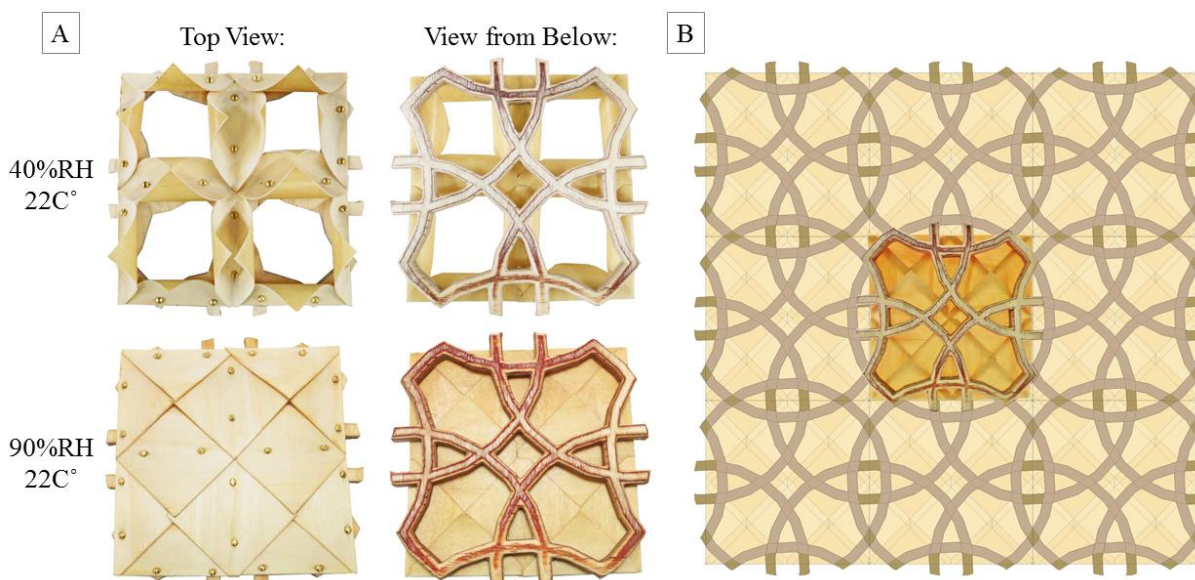 A
Top View:
View from Below:
B
40%RH
22C˚
90%RH
22C˚